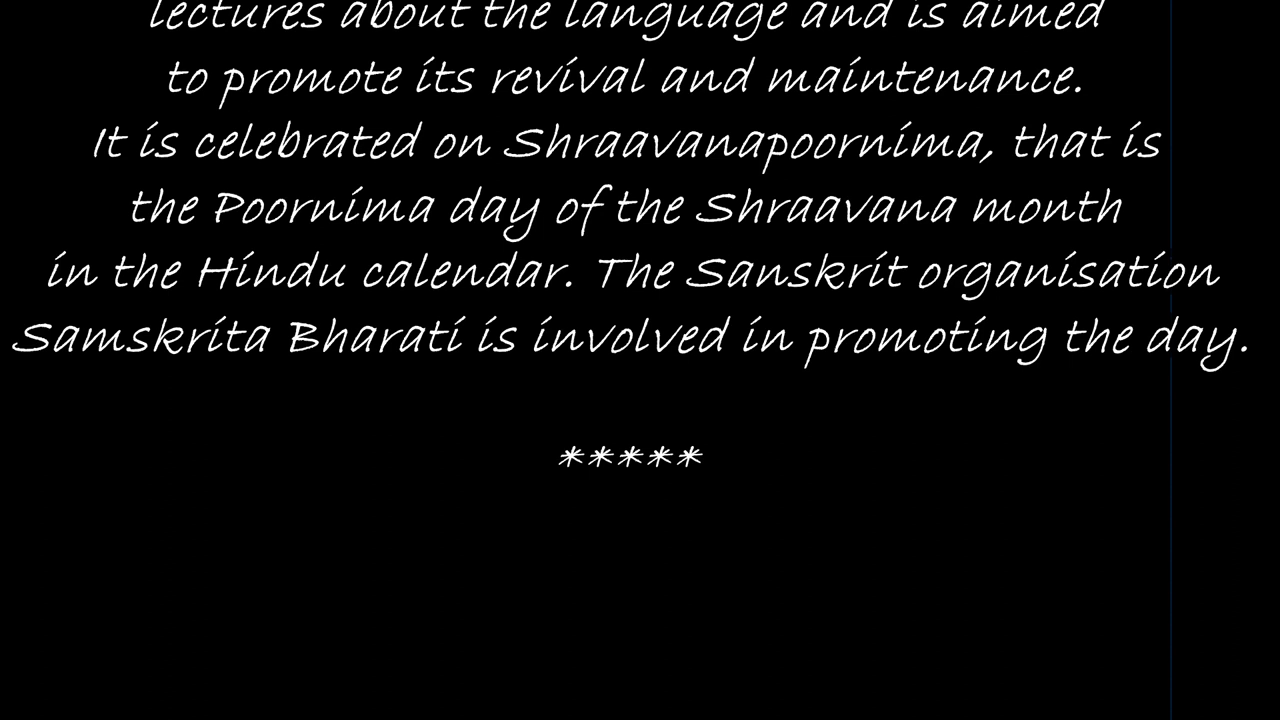 lectures about the language and is aimed
to promote its revival and maintenance.
It is celebrated on Shraavanapoornima, that is
the Poornima day of the Shraavana month
in the Hindu calendar. The Sanskrit organisation
Samskrita Bharati is involved in promoting the day.
*****